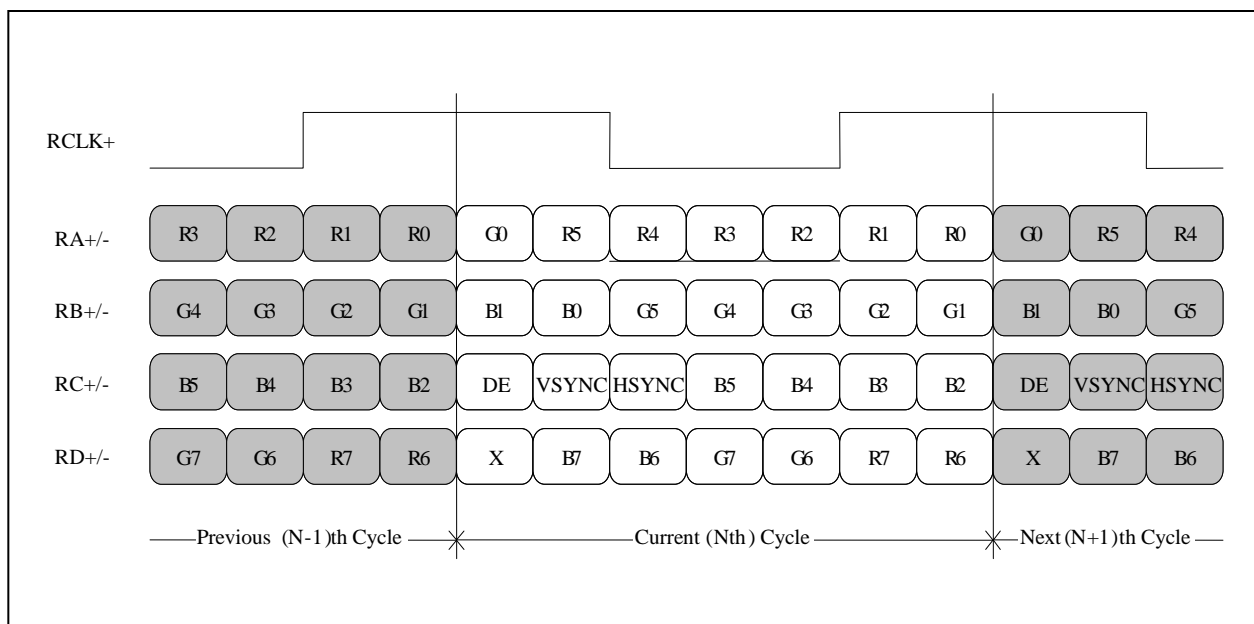 RCLK+
RA+/- R3 R2 R1 R0 G0 R5 R4 R3 R2 R1 R0 G0 R5 R4
RB+/- G4 G3 G2 G1 B1 B0 G5 G4 G3 G2 G1 B1 B0 G5
RC+/- B5 B4 B3 B2 DE VSYNC HSYNC B5 B4 B3 B2 DE VSYNC HSYNC
RD+/- G7 G6 R7 R6 X B7 B6 G7 G6 R7 R6 X B7 B6
Previous (N-1)th Cycle Current (Nth) Cycle Next (N+1)th Cycle